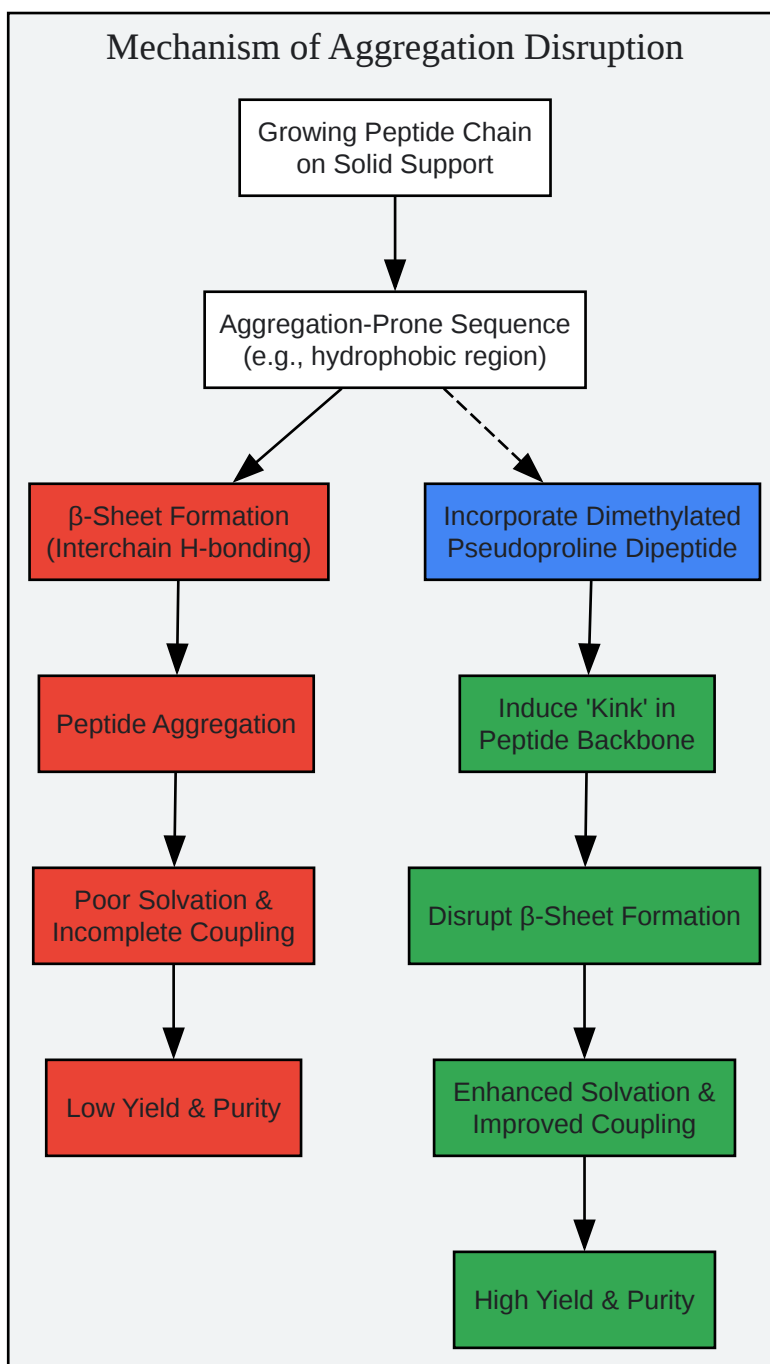 Mechanism of Aggregation Disruption
Growing Peptide Chain
on Solid Support
Aggregation-Prone Sequence
(e.g., hydrophobic region)
β-Sheet Formation
(Interchain H-bonding)
Incorporate Dimethylated
Pseudoproline Dipeptide
Peptide Aggregation
Induce 'Kink' in
Peptide Backbone
Poor Solvation &
Incomplete Coupling
Disrupt β-Sheet Formation
Low Yield & Purity
Enhanced Solvation &
Improved Coupling
High Yield & Purity